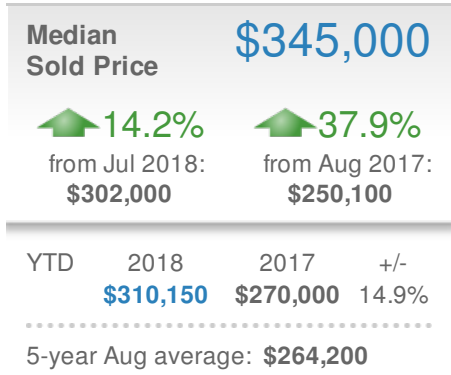 Median $345,000
Sold Price
14.2% 37.9%
from Jul 2018: from Aug 2017:
$302,000 $250,100
YTD 2018 2017 +/-
$310,150 $270,000 14.9%
5-year Aug average: $264,200